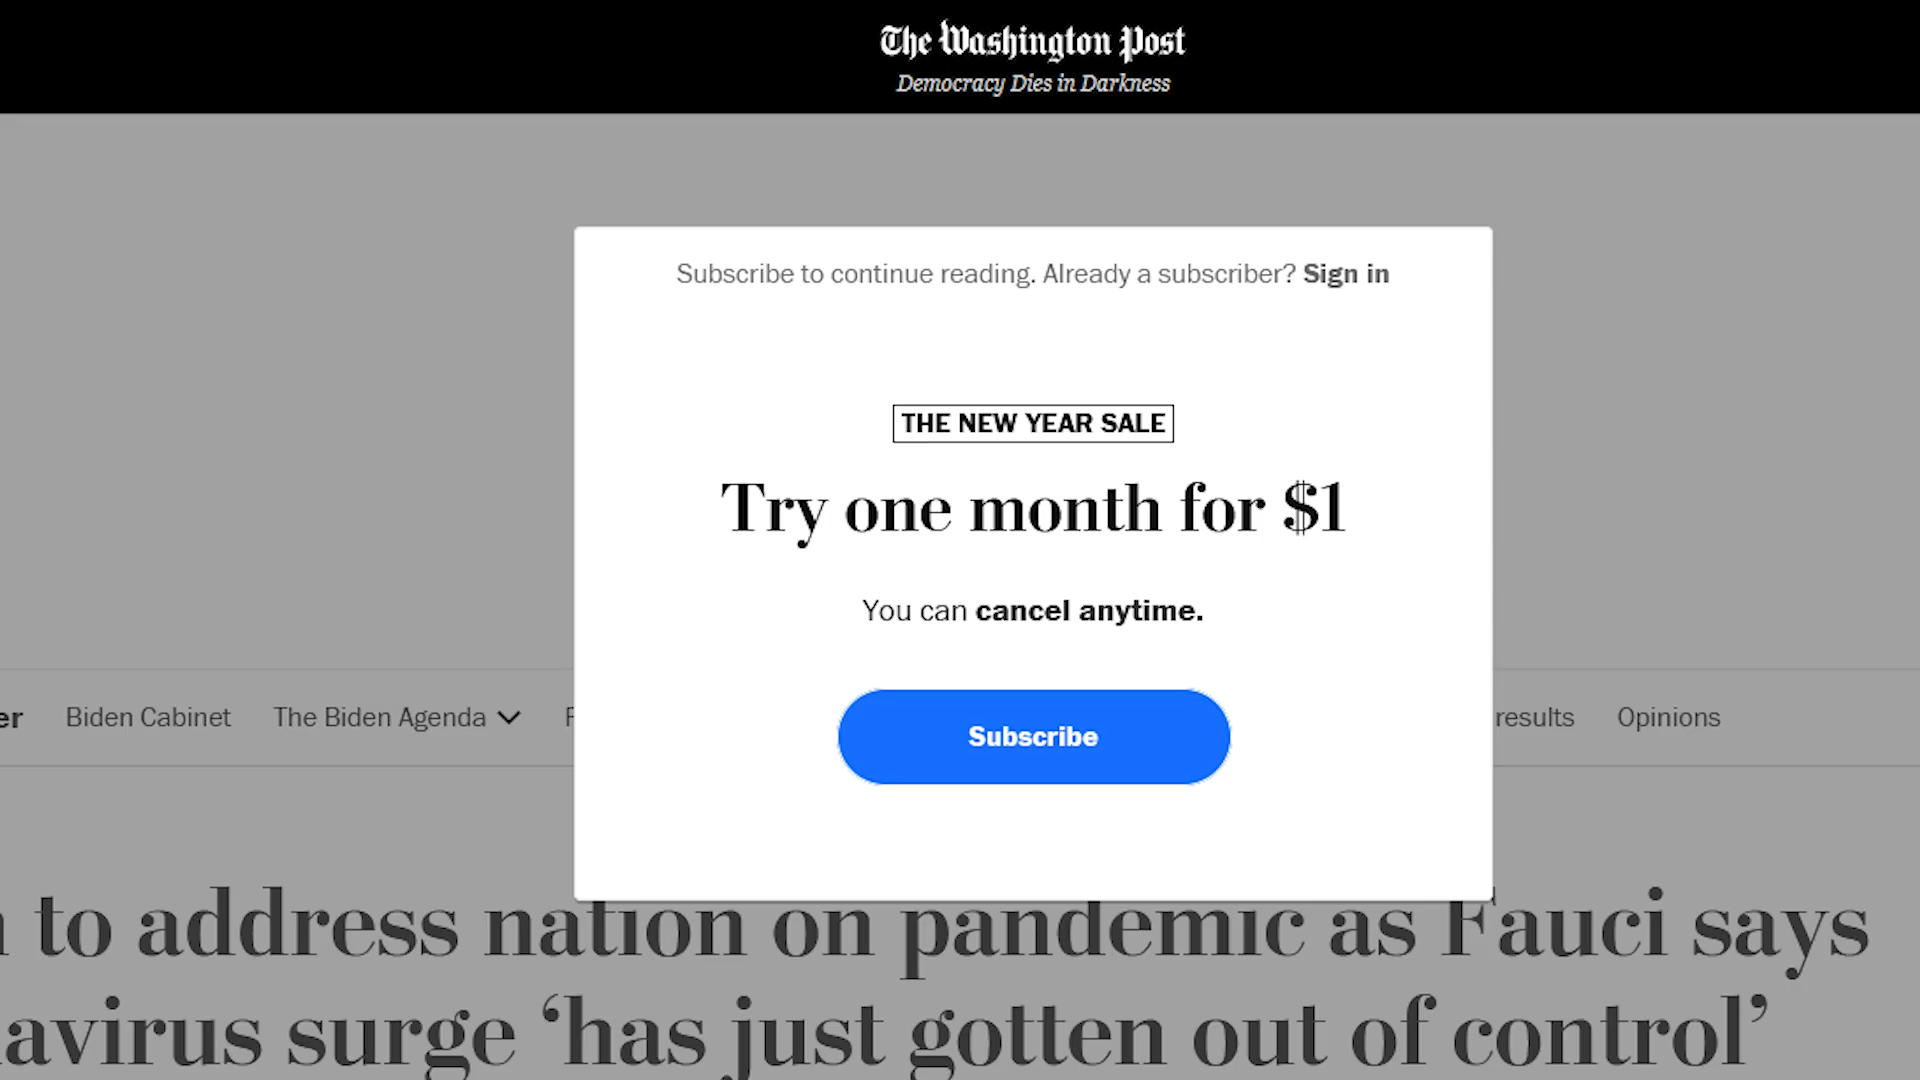 The Washington Post
Democracy Dies in Darkness
Subscribe to continue reading. Already a subscriber? Sign in
THE NEW YEAR SALE
Try one month for $1
You can cancel anytime.
Subscribe
Biden Cabinet The Biden Agenda results Opinions
to address nation on pandemic as Fauci says
surge ‘has just gotten out of control’